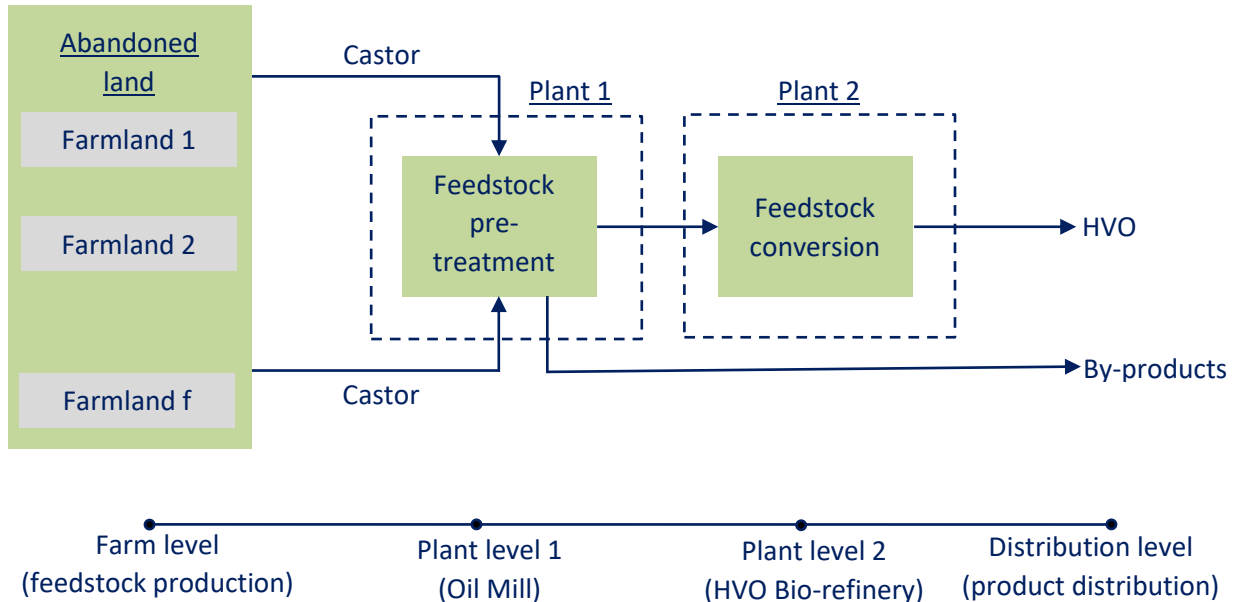 Abandoned
land
Farmland 1
Farmland 2
Farmland f
Castor
Castor
Plant 1
Feedstock
pre-
treatment
Plant 2
Feedstock
conversion
HVO
By-products
Farm level
(feedstock production)
Plant level 1
(Oil Mill)
Plant level 2
(HVO Bio-refinery)
Distribution level
(product distribution)